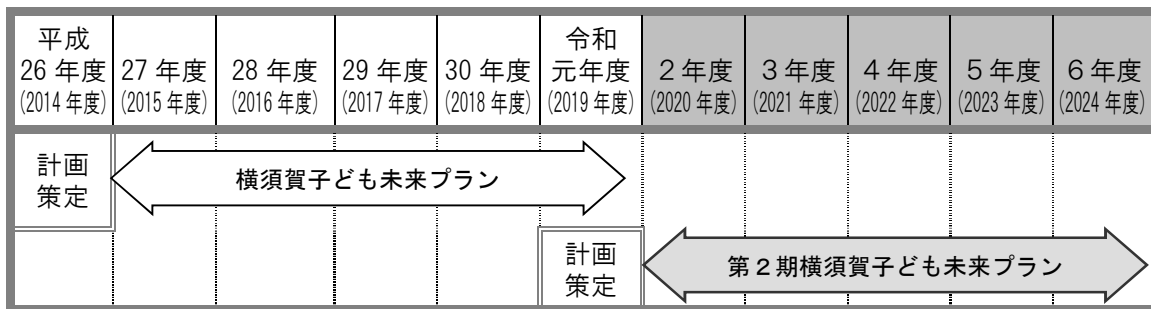 平成
26 年度
(2014 年度)
27 年度
(2015 年度)
28 年度
(2016 年度)
29 年度
(2017 年度)
30 年度
(2018 年度)
令和
元年度
(2019 年度)
２年度
(2020 年度)
３年度
(2021 年度)
４年度
(2022 年度)
５年度
(2023 年度)
６年度
(2024 年度)
計画
策定
横須賀子ども未来プラン
計画
策定
第２期横須賀子ども未来プラン